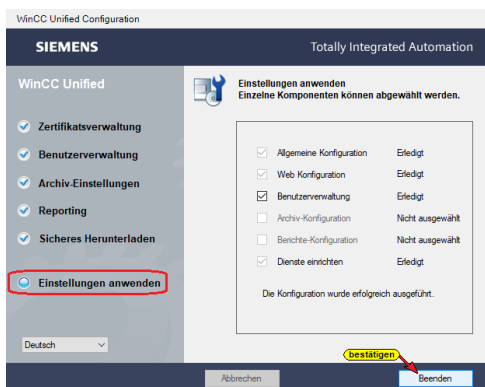 WinCC Unified Configuration
SIEMENS
Totally Integrated Automation
WinCC Unified
Zertifikatsverwaltung
Benutzerverwaltung
Archiv-Einstellungen
Reporting
Sicheres Herunterladen
Einstellungen anwenden
Deutsch
Einstellungen anwenden
Einzelne Komponenten können abgewählt werden.
Allgemeine Konfiguration Erledigt
Web Konfiguration Erledigt
Benutzerverwaltung Erledigt
Archiv-Konfiguration Nicht ausgewählt
Berichte-Konfiguration Nicht ausgewählt
Dienste einrichten Erledigt
Die Konfiguration wurde erfolgreich ausgeführt.
bestätigen
Abbrechen
Beenden